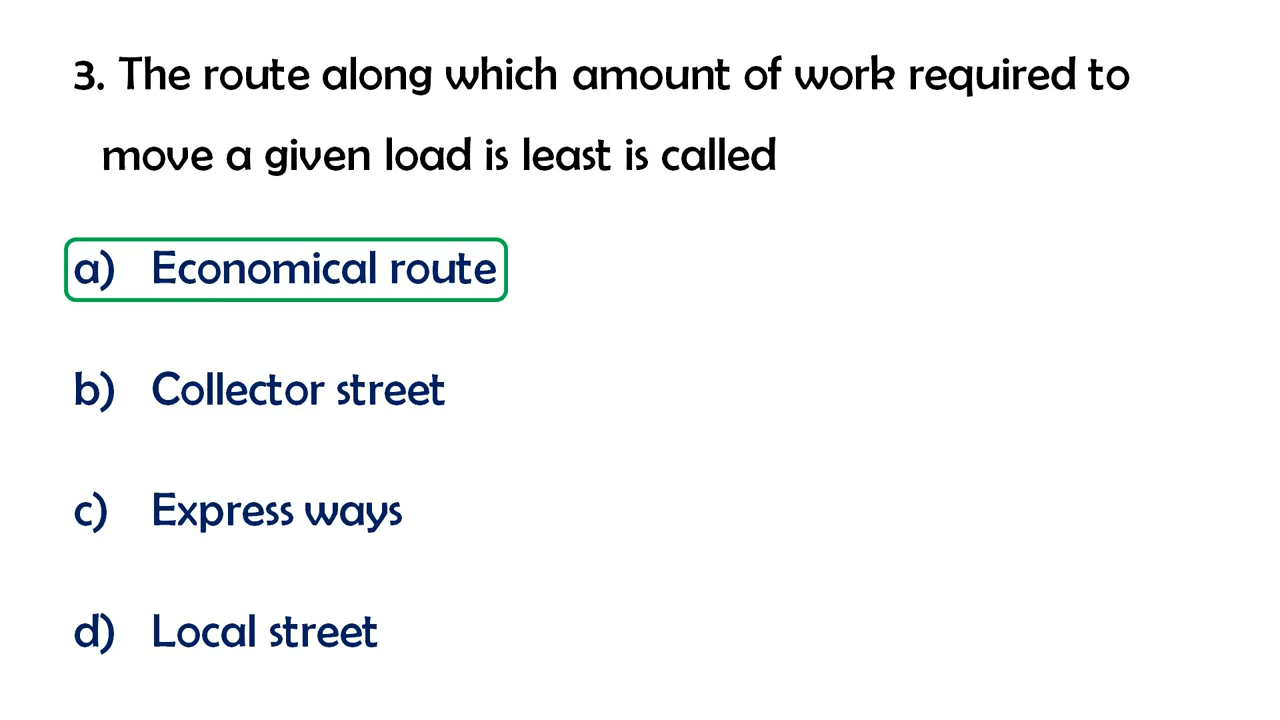 3. The route along which amount of work required to
move a given load is least is called
a) Economical route
b) Collector street
c) Express ways
d) Local street